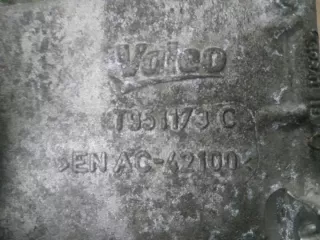 Valeo
T951173 C
>EN AC-42100<